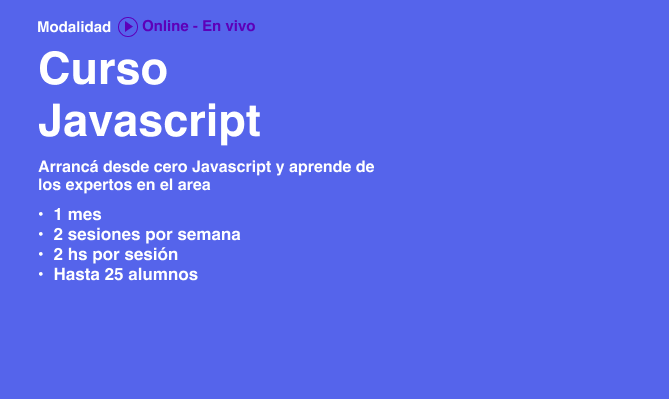 Modalidad Online - En vivo
Curso
Javascript
Arrancá desde cero Javascript y aprende de
los expertos en el area
• 1 mes
• 2 sesiones por semana
• 2 hs por sesión
• Hasta 25 alumnos